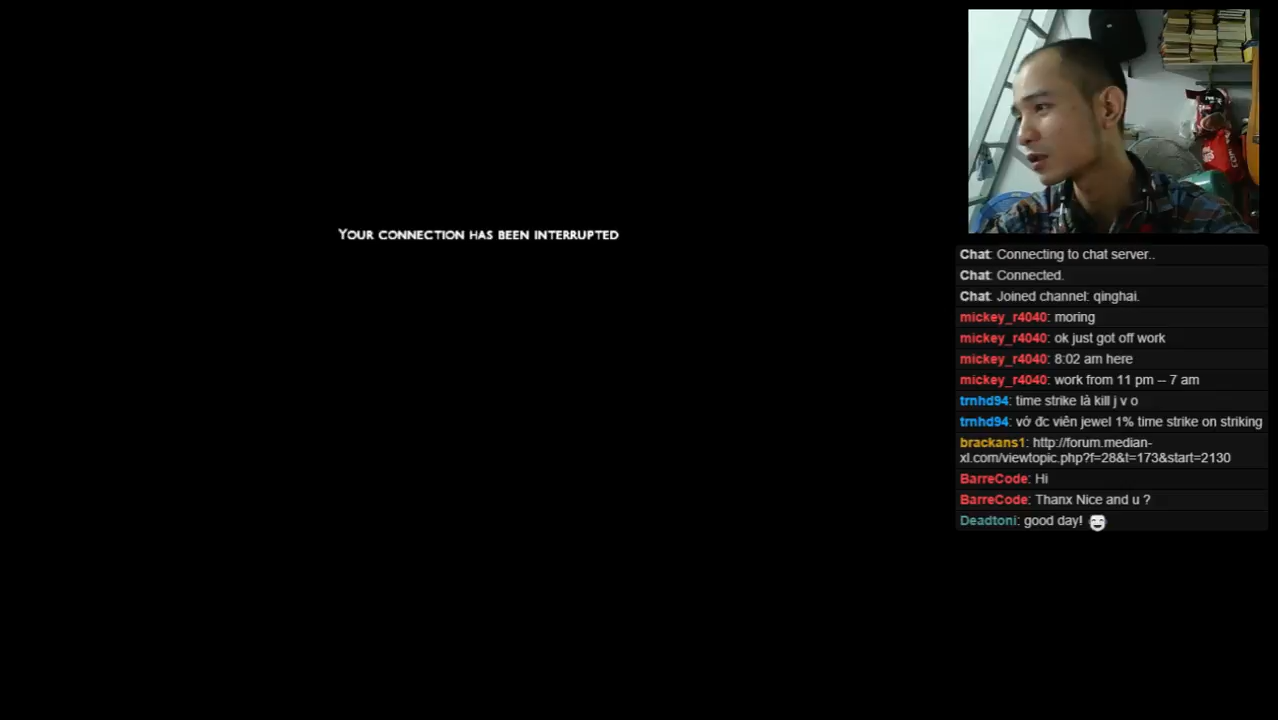 YOUR CONNECTION HAS BEEN INTERRUPTED
Chat: Connecting to chat server..
Chat: Connected.
Chat: Joined channel: qinghai.
mickey_r4040: moring
mickey_r4040: ok just got off work
mickey_r4040: 8:02 am here
mickey_r4040: work from 11 pm -- 7 am
trnhd94: time strike là kill j v o
trnhd94: vớ đc viên jewel 1% time strike on striking
brackans1: http://forum.median-
xl.com/viewtopic.php?f=28&t=173&start=2130
BarreCode: Hi
BarreCode: Thanx Nice and u ?
Deadtoni: good day!